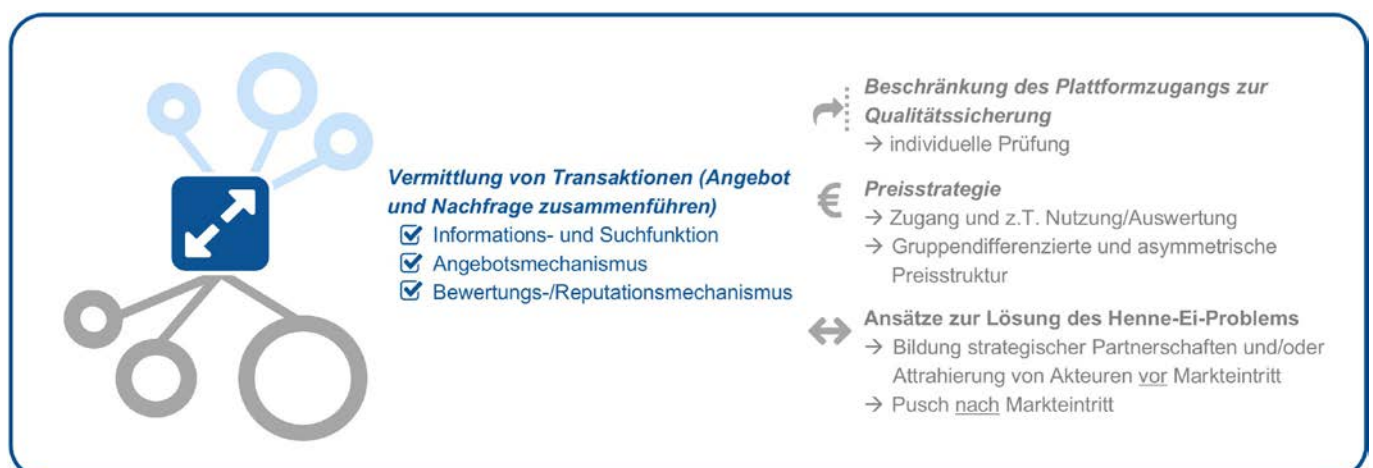 Vermittlung von Transaktionen (Angebot
und Nachfrage zusammenführen)
Informations- und Suchfunktion
Angebotsmechanismus
Bewertungs-/Reputationsmechanismus
Beschränkung des Plattformzugangs zur
Qualitätssicherung
→ individuelle Prüfung
€ Preisstrategie
→ Zugang und z.T. Nutzung/Auswertung
→ Gruppendifferenzierte und asymmetrische
Preisstruktur
Ansätze zur Lösung des Henne-Ei-Problems
→ Bildung strategischer Partnerschaften und/oder
Attrahierung von Akteuren vor Markteintritt
→ Pusch nach Markteintritt